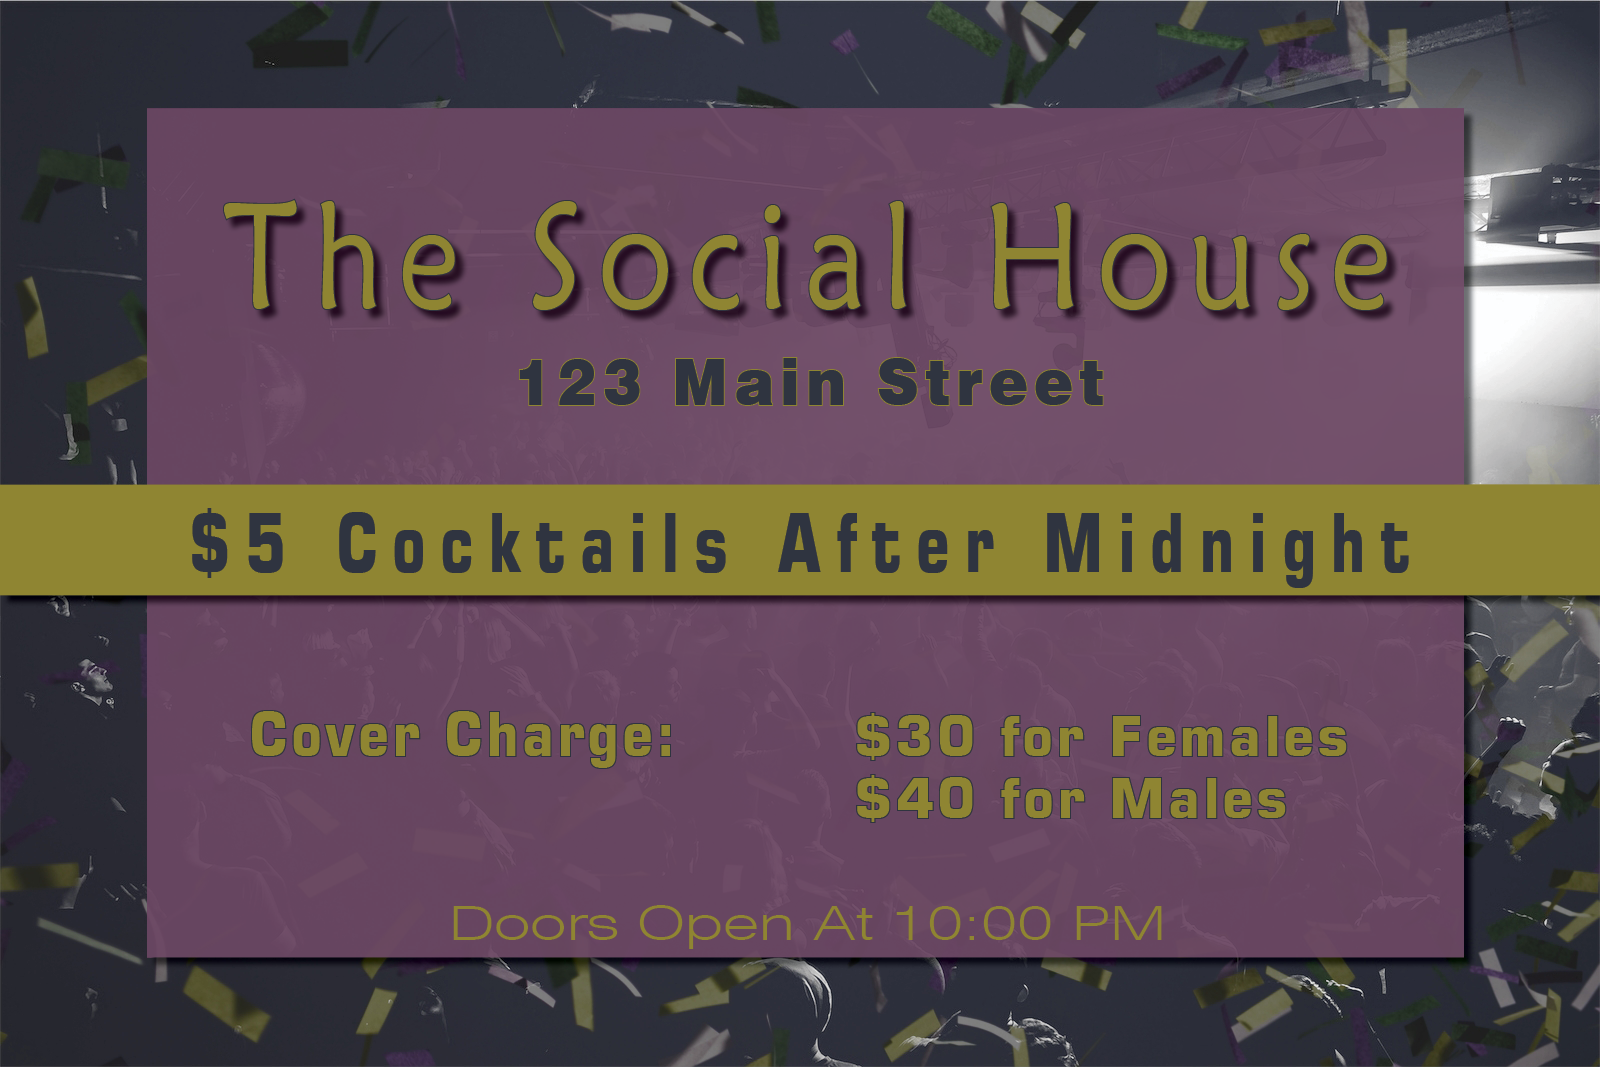 The Social House
123 Main Street
$5 Cocktails After Midnight
Cover Charge:
$30 for Females
$40 for Males
Doors Open At 10:00 PM